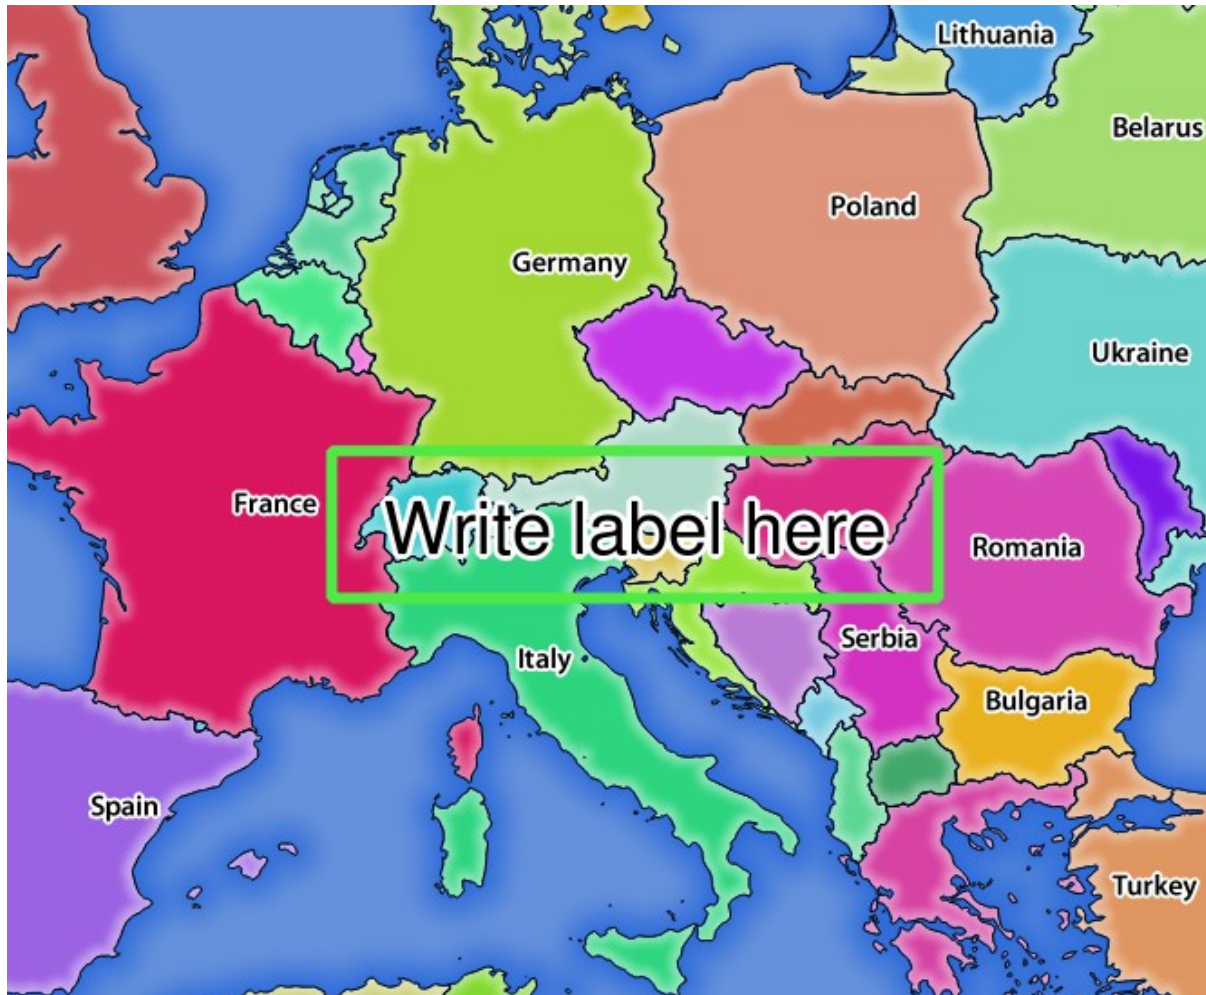 Lithuania
Belarus
Poland
Germany
Ukraine
France
Write label here
Romania
Serbia
Italy
Bulgaria
Spain
Turkey